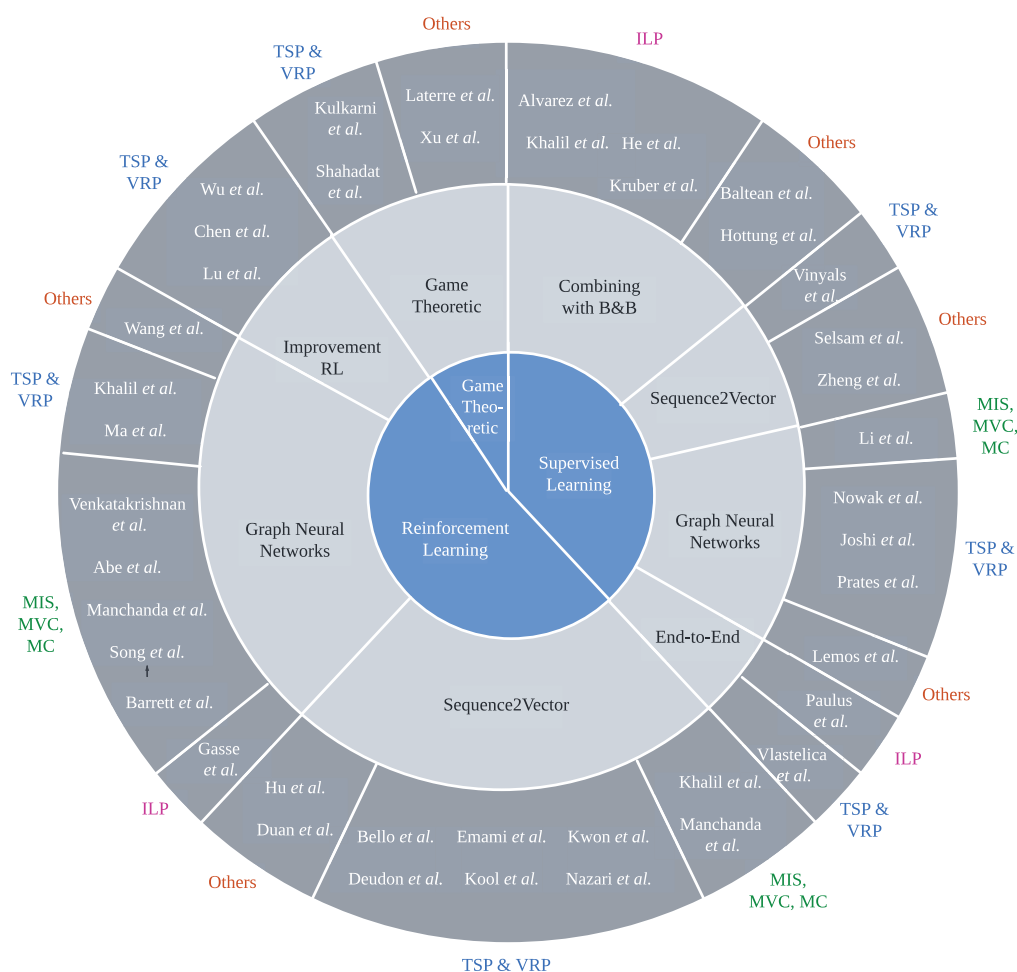 Others
ILP
TSP &
VRP
Laterre et al.
Xu et al.
Kulkarni
et al.
Shahadat
et al.
Alvarez et al.
Khalil et al.
He et al.
Kruber et al.
Others
Baltean et al.
Hottung et al.
TSP &
VRP
Wu et al.
Chen et al.
Lu et al.
TSP &
VRP
Vinyals
et al.
Game
Theoretic
Combining
with B&B
Others
Wang et al.
Improvement
RL
Others
Selsam et al.
Zheng et al.
TSP &
VRP
Khalil et al.
Ma et al.
Game
Theo-
retic
Sequence2Vector
MIS,
MVC,
MC
Li et al.
Supervised
Learning
Reinforcement
Learning
Graph Neural
Networks
Graph Neural
Networks
Nowak et al.
Joshi et al.
Prates et al.
TSP &
VRP
Venkatakrishnan
et al.
Abe et al.
Manchanda et al.
Song et al.
Barrett et al.
MIS,
MVC,
MC
End-to-End
Lemos et al.
Others
Paulus
et al.
ILP
Sequence2Vector
Gasse
et al.
ILP
Vlastelica
et al.
TSP &
VRP
Hu et al.
Duan et al.
Others
Khalil et al.
Manchanda
et al.
MIS,
MVC, MC
Bello et al.
Emami et al.
Kwon et al.
Deudon et al.
Kool et al.
Nazari et al.
TSP & VRP